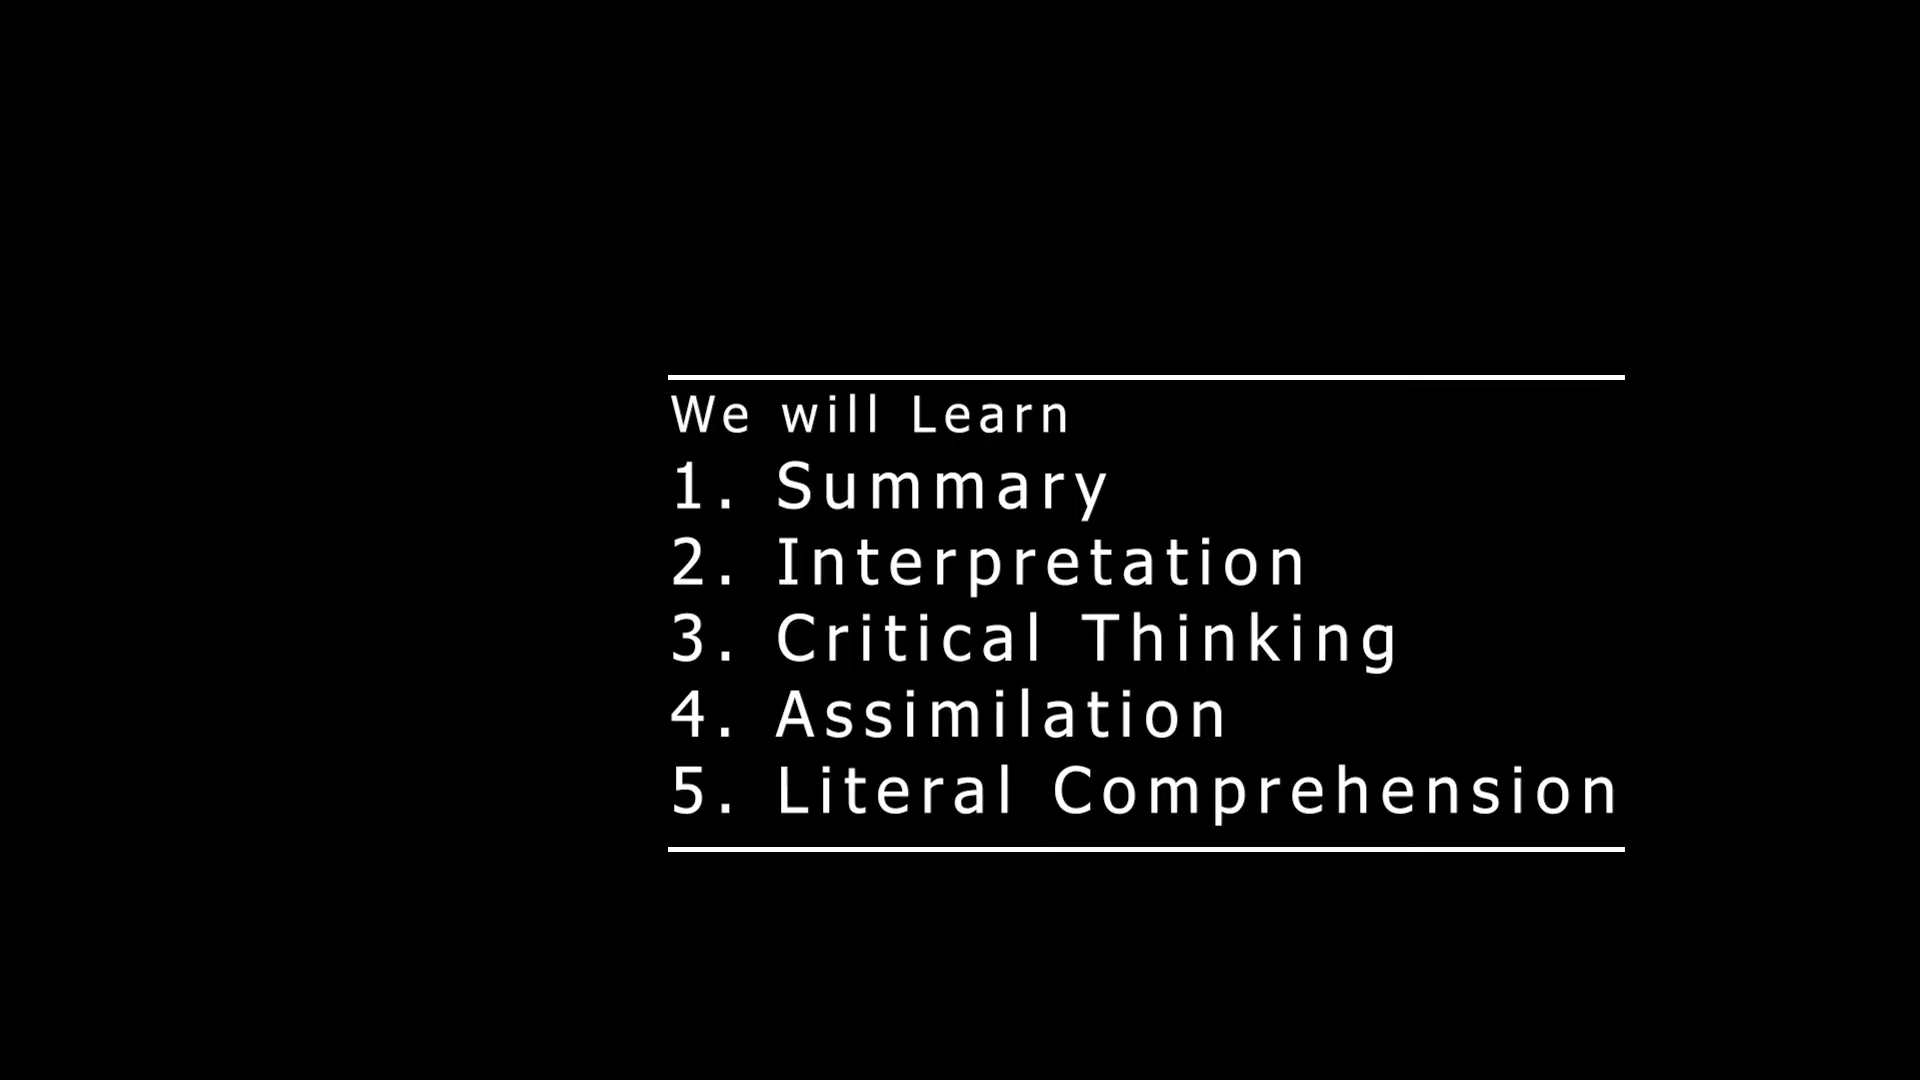 We will Learn
1. Summary
2. Interpretation
3. Critical Thinking
4. Assimilation
5. Literal Comprehension